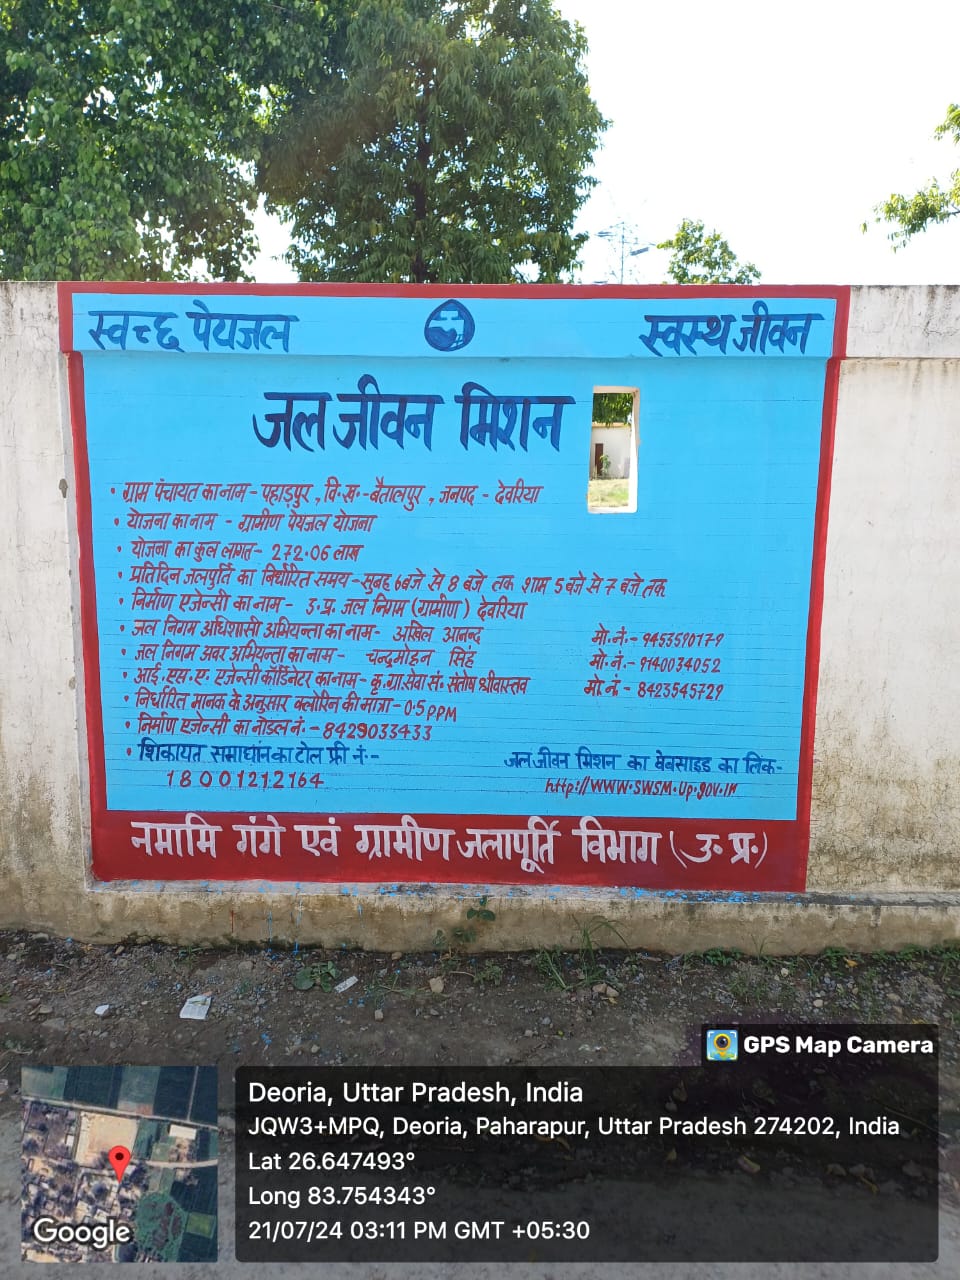 स्वच्छ पेयजल
स्वस्थ जीवन
जल जीवन मिशन
• ग्राम पंचायत का नाम - पहाड़पुर , वि.ख. - बैतालपुर , जनपद - देवरिया
• योजना का नाम - ग्रामीण पेयजल योजना
• योजना का कुल लागत - 272.06 लाख
• प्रतिदिन जलपूर्ति का निर्धारित समय - सुबह 6 बजे से 8 बजे तक शाम 5 बजे से 7 बजे तक
• निर्माण एजेन्सी का नाम - उ.प्र. जल निगम (ग्रामीण) देवरिया
• जल निगम अधिशासी अभियन्ता का नाम - अखिल आनन्द मो.नं. - 9453590779
• जल निगम अवर अभियन्ता का नाम - चन्द्रमोहन सिंह मो.नं. - 9140034052
• आई.एस.ए. एजेन्सी कॉर्डिनेटर का नाम - कृ.ग्रा.सेवा सं. संतोष श्रीवास्तव मो.नं - 8423545729
• निर्धारित मानक के अनुसार क्लोरिन की मात्रा - 0.5 PPM
• निर्माण एजेन्सी का नोडल नं. - 8429033433
• शिकायत समाधान का टोल फ्री नं. -
18001212164
जल जीवन मिशन का वेबसाइड का लिंक -
http://WWW.SWSM.UP.GOV.IN
नमामि गंगे एवं ग्रामीण जलापूर्ति विभाग (उ.प्र.)
GPS Map Camera
Deoria, Uttar Pradesh, India
JQW3+MPQ, Deoria, Paharapur, Uttar Pradesh 274202, India
Lat 26.647493°
Long 83.754343°
21/07/24 03:11 PM GMT +05:30
Google